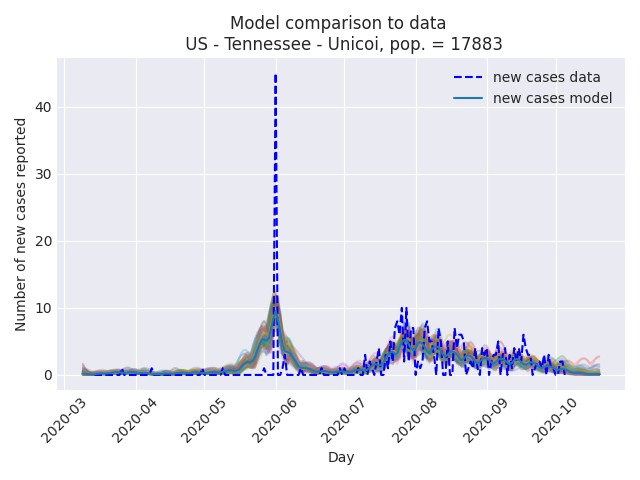 Model comparison to data
US - Tennessee - Unicoi, pop. = 17883
new cases data
new cases model
Number of new cases reported
40
30
20
10
0
2020-03
2020-04
2020-05
2020-06
2020-07
2020-08
2020-09
2020-10
Day